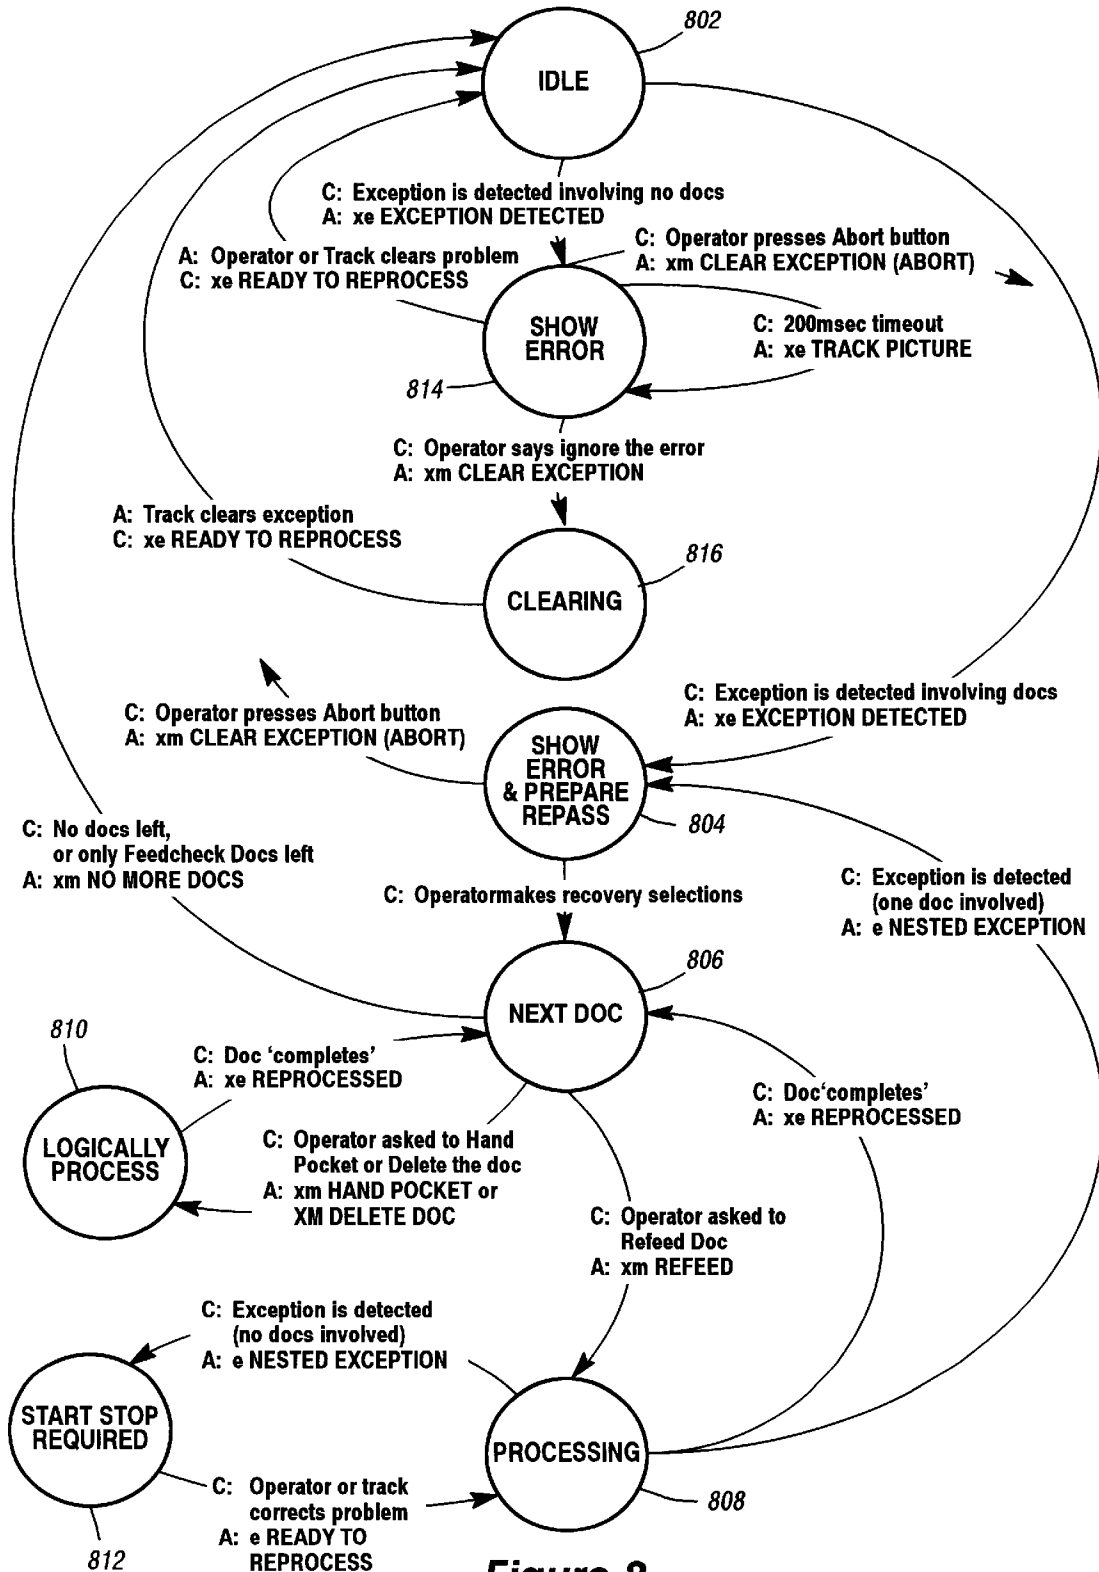 802
IDLE
C: Exception is detected involving no docs
A: xe EXCEPTION DETECTED
C: Operator presses Abort button
A: xm CLEAR EXCEPTION (ABORT)
A: Operator or Track clears problem
C: xe READY TO REPROCESS
SHOW
ERROR
C: 200msec timeout
A: xe TRACK PICTURE
814
C: Operator says ignore the error
A: xm CLEAR EXCEPTION
A: Track clears exception
C: xe READY TO REPROCESS
816
CLEARING
C: Exception is detected involving docs
A: xe EXCEPTION DETECTED
C: Operator presses Abort button
A: xm CLEAR EXCEPTION (ABORT)
SHOW
ERROR
& PREPARE
REPASS
804
C: No docs left,
or only Feedcheck Docs left
A: xm NO MORE DOCS
C: Operatormakes recovery selections
C: Exception is detected
(one doc involved)
A: e NESTED EXCEPTION
806
NEXT DOC
810
C: Doc 'completes'
A: xe REPROCESSED
C: Doc'completes'
A: xe REPROCESSED
LOGICALLY
PROCESS
C: Operator asked to Hand
Pocket or Delete the doc
A: xm HAND POCKET or
XM DELETE DOC
C: Operator asked to
Refeed Doc
A: xm REFEED
C: Exception is detected
(no docs involved)
A: e NESTED EXCEPTION
START STOP
REQUIRED
PROCESSING
808
C: Operator or track
corrects problem
A: e READY TO
REPROCESS
812
Figure 8